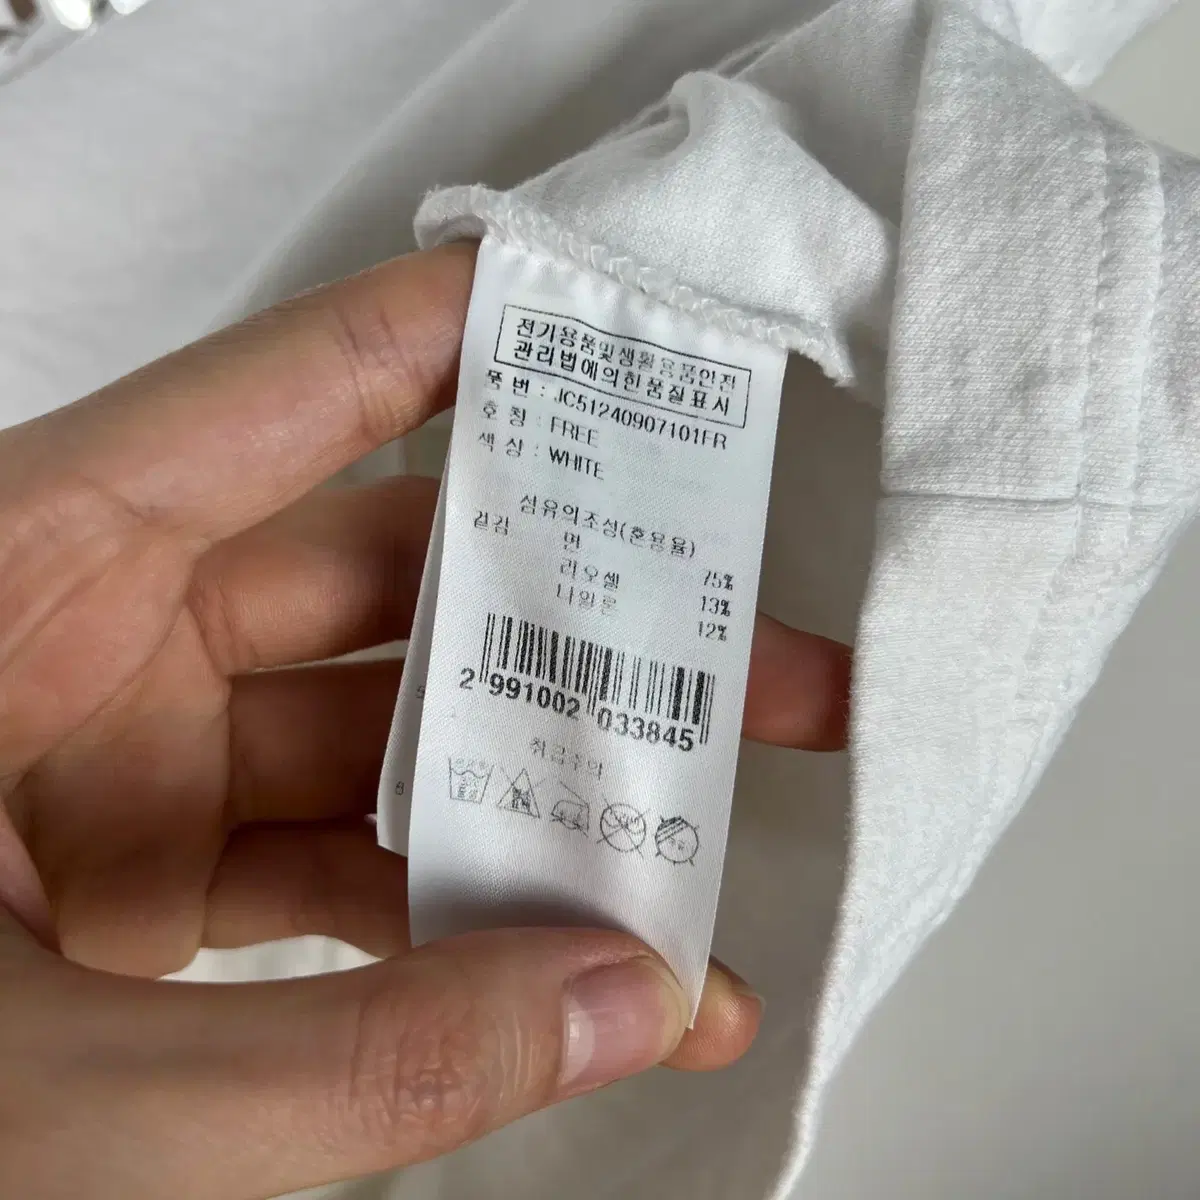 전기용품및생활용품안전
관리법에의한품질표시
품 번 : JC51240907101FR
호 칭 : FREE
색 상 : WHITE
섬유의조성(혼용율)
겉감 면 75%
리오셀 13%
나일론 12%
2 991002 033845
취급주의